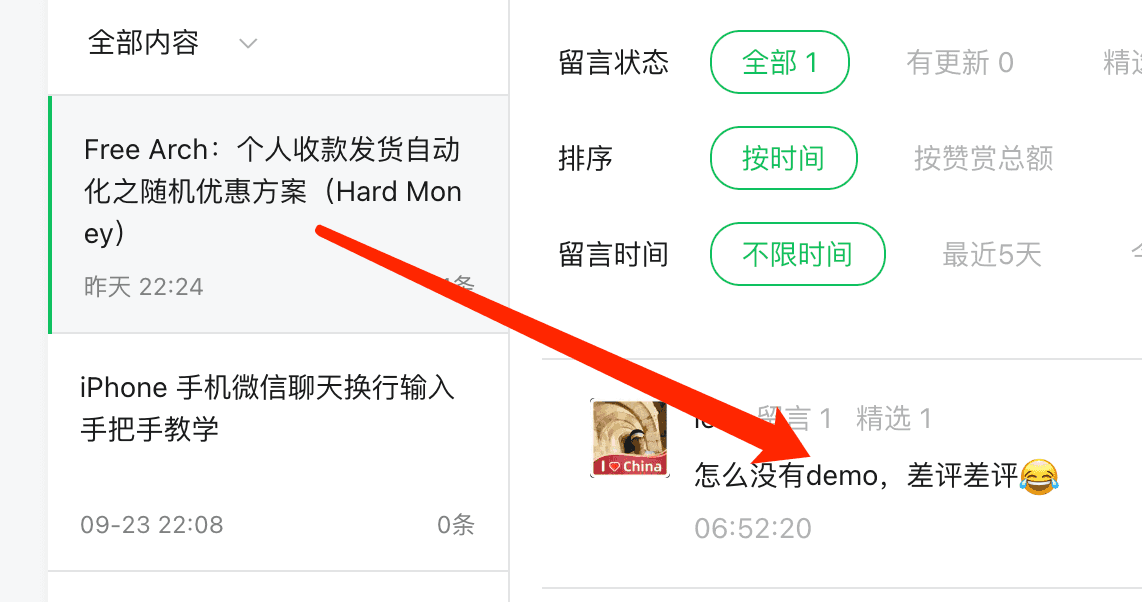 全部内容
Free Arch：个人收款发货自动
化之随机优惠方案（Hard Mon
ey）
昨天 22:24
条
iPhone 手机微信聊天换行输入
手把手教学
09-23 22:08
0条
留言状态 全部 1 有更新 0 精选
排序 按时间 按赞赏总额
留言时间 不限时间 最近5天
留言 1 精选 1
I China
怎么没有demo，差评差评😂
06:52:20